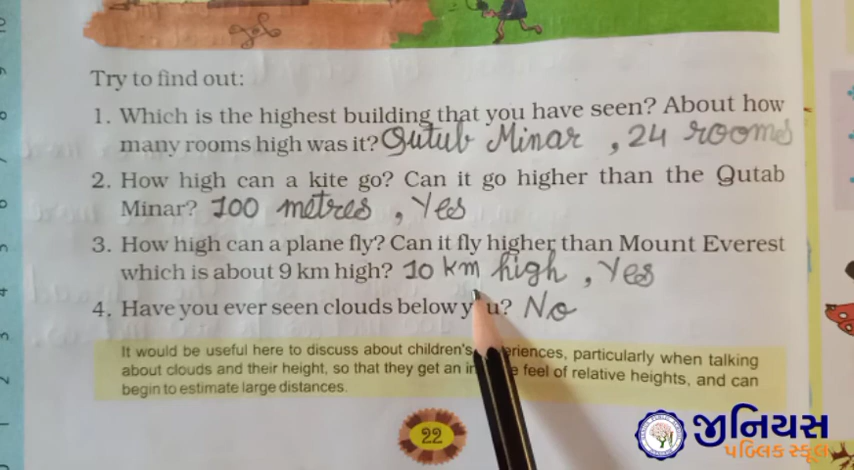 Try to find out:
1. Which is the highest building that you have seen? About how
many rooms high was it? Qutub Minar , 24 rooms
2. How high can a kite go? Can it go higher than the Qutab
Minar? 100 metres , Yes
3. How high can a plane fly? Can it fly higher than Mount Everest
which is about 9 km high? 10 km high , Yes
4. Have you ever seen clouds below y u? No
It would be useful here to discuss about children's eriences, particularly when talking
about clouds and their height, so that they get an in e feel of relative heights, and can
begin to estimate large distances.
22
જીનિયસ
પબ્લિક સ્કૂલ